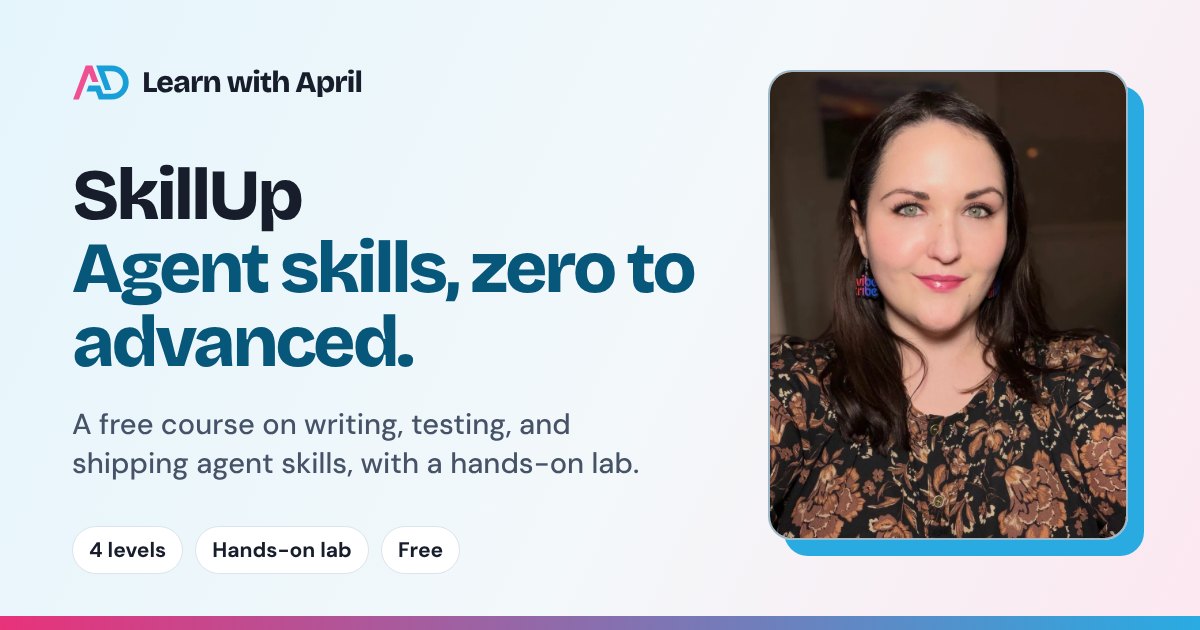 AD Learn with April
SkillUp
Agent skills, zero to
advanced.
A free course on writing, testing, and
shipping agent skills, with a hands-on lab.
4 levels
Hands-on lab
Free